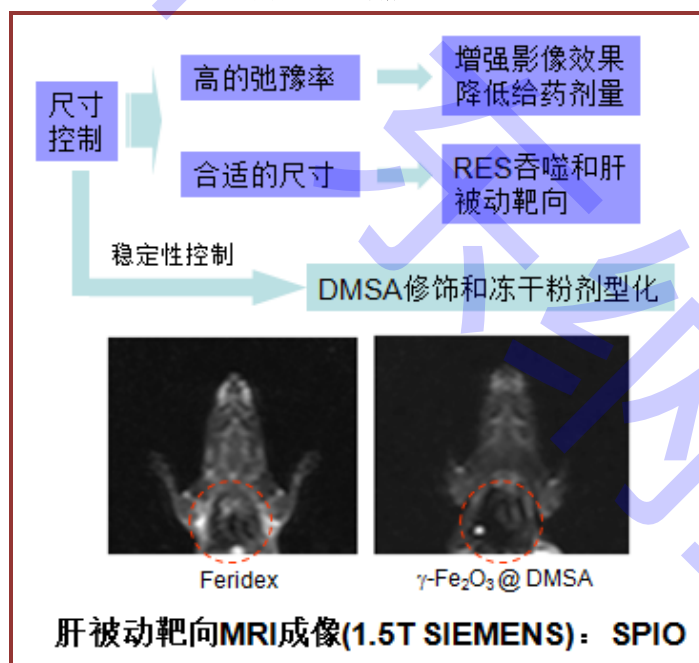 尺寸
控制
高的弛豫率
增强影像效果
降低给药剂量
合适的尺寸
RES吞噬和肝
被动靶向
稳定性控制
DMSA修饰和冻干粉剂型化
Feridex
γ-Fe₂O₃@ DMSA
肝被动靶向MRI成像(1.5T SIEMENS)：SPIO